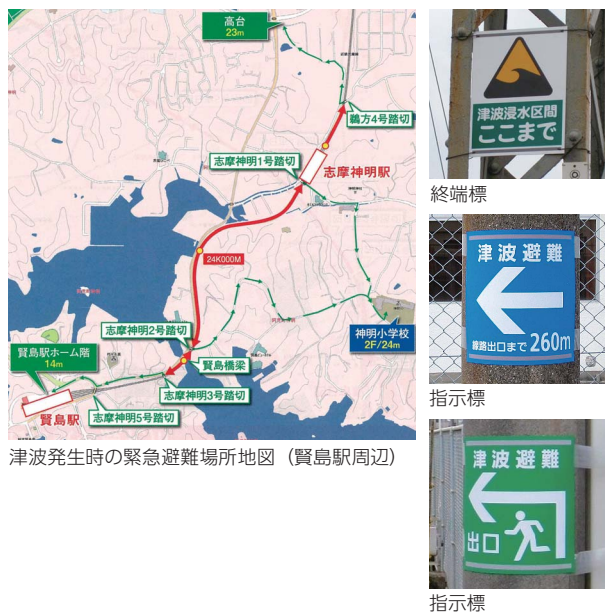 高台
23m
鵜方4号踏切
志摩神明1号踏切
志摩神明駅
24K000M
志摩神明2号踏切
神明小学校
2F/24m
賢島駅ホーム階
14m
賢島橋梁
志摩神明3号踏切
賢島駅
志摩神明5号踏切
津波発生時の緊急避難場所地図（賢島駅周辺）
津波浸水区間
ここまで
終端標
津波避難
線路出口まで 260m
指示標
津波避難
出口
指示標